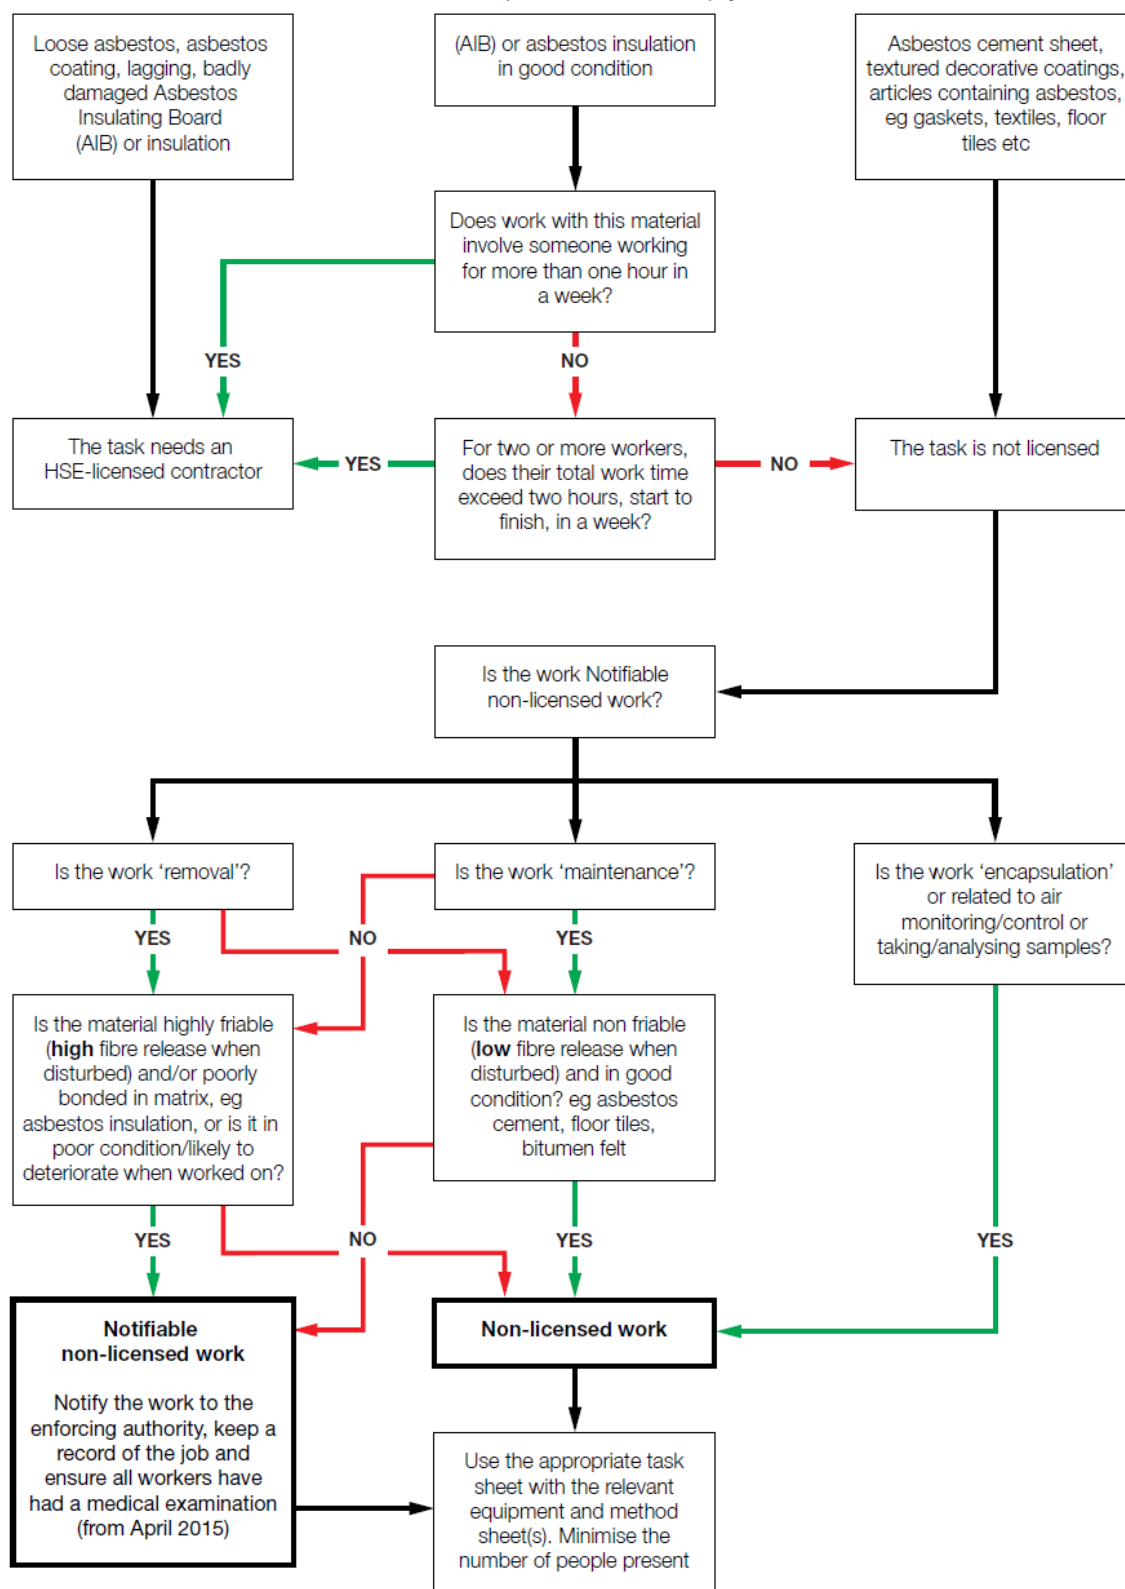 Loose asbestos, asbestos
coating, lagging, badly
damaged Asbestos
Insulating Board
(AIB) or insulation
(AIB) or asbestos insulation
in good condition
Asbestos cement sheet,
textured decorative coatings,
articles containing asbestos,
eg gaskets, textiles, floor
tiles etc
Does work with this material
involve someone working
for more than one hour in
a week?
YES
NO
The task needs an
HSE-licensed contractor
YES
For two or more workers,
does their total work time
exceed two hours, start to
finish, in a week?
NO
The task is not licensed
Is the work Notifiable
non-licensed work?
Is the work ‘removal’?
Is the work ‘maintenance’?
Is the work ‘encapsulation’
or related to air
monitoring/control or
taking/analysing samples?
YES
NO
YES
Is the material highly friable
(high fibre release when
disturbed) and/or poorly
bonded in matrix, eg
asbestos insulation, or is it in
poor condition/likely to
deteriorate when worked on?
Is the material non friable
(low fibre release when
disturbed) and in good
condition? eg asbestos
cement, floor tiles,
bitumen felt
YES
NO
YES
YES
Notifiable
non-licensed work
Notify the work to the
enforcing authority, keep a
record of the job and
ensure all workers have
had a medical examination
(from April 2015)
Non-licensed work
Use the appropriate task
sheet with the relevant
equipment and method
sheet(s). Minimise the
number of people present